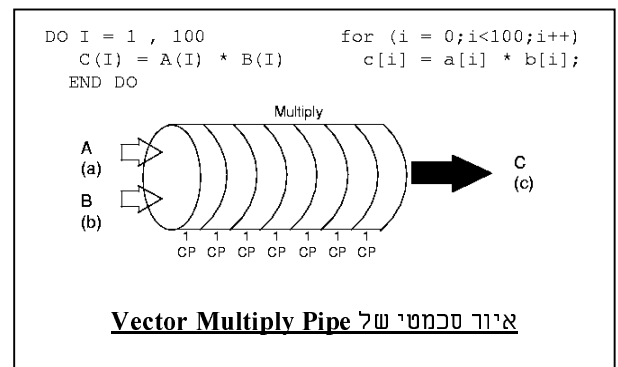 DO I = 1 , 100
C(I) = A(I) * B(I)
END DO
for (i = 0;i<100;i++)
c[i] = a[i] * b[i];
Multiply
A
(a)
B
(b)
C
(c)
1 1 1 1 1 1 1
CP CP CP CP CP CP CP
איור סכמטי של Vector Multiply Pipe